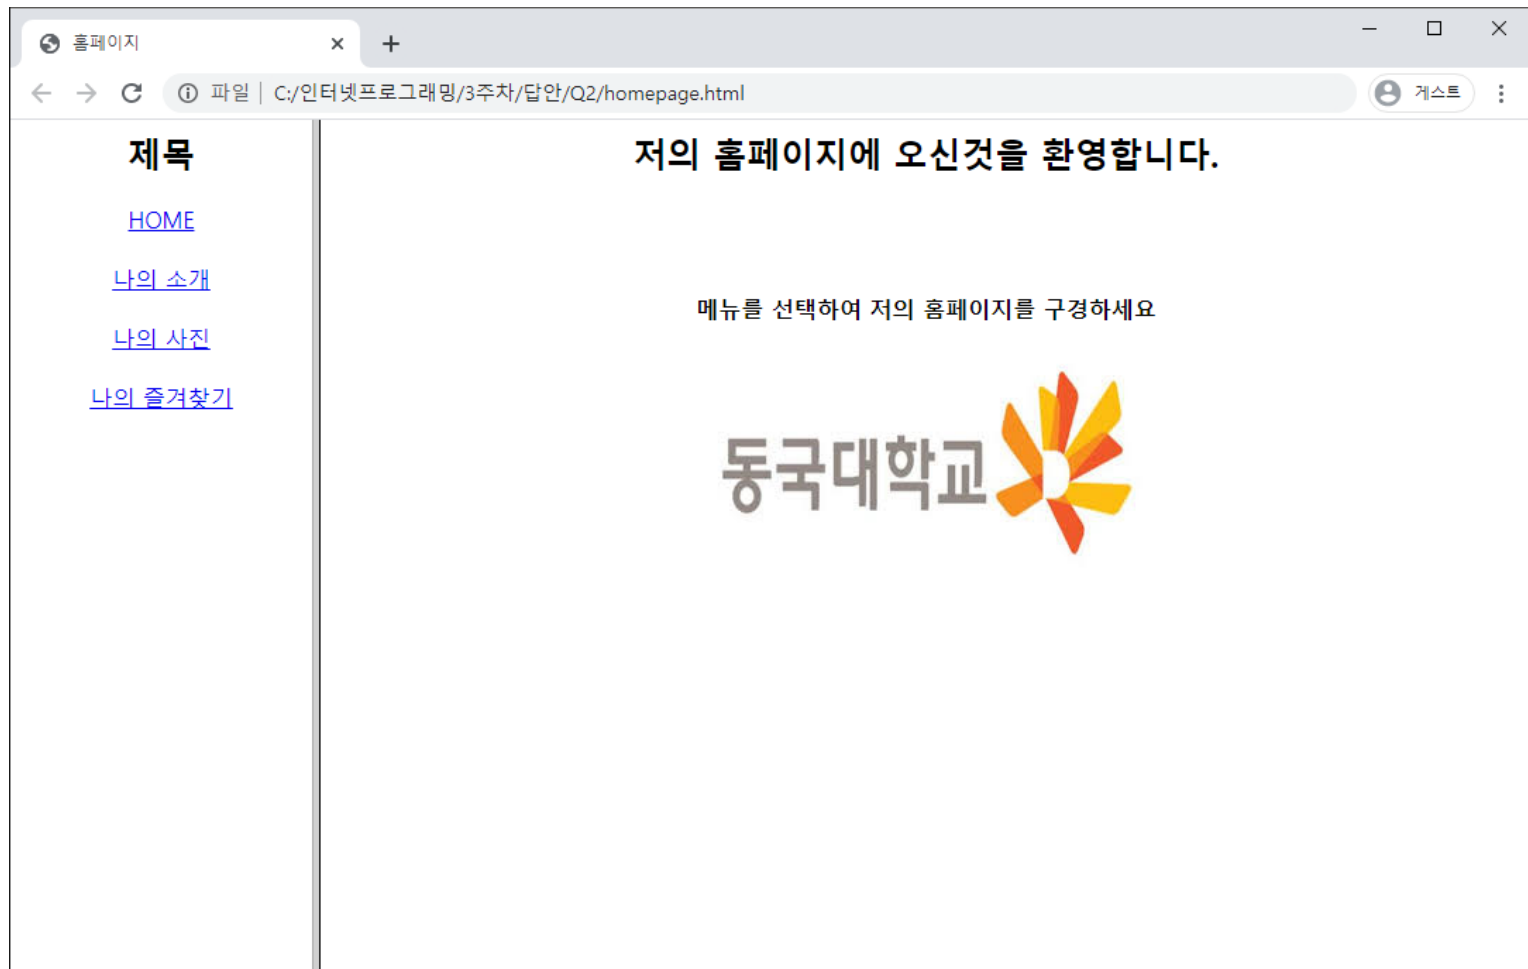 홈페이지
파일 | C:/인터넷프로그래밍/3주차/답안/Q2/homepage.html
게스트
제목
HOME
나의 소개
나의 사진
나의 즐겨찾기
저의 홈페이지에 오신것을 환영합니다.
메뉴를 선택하여 저의 홈페이지를 구경하세요
동국대학교